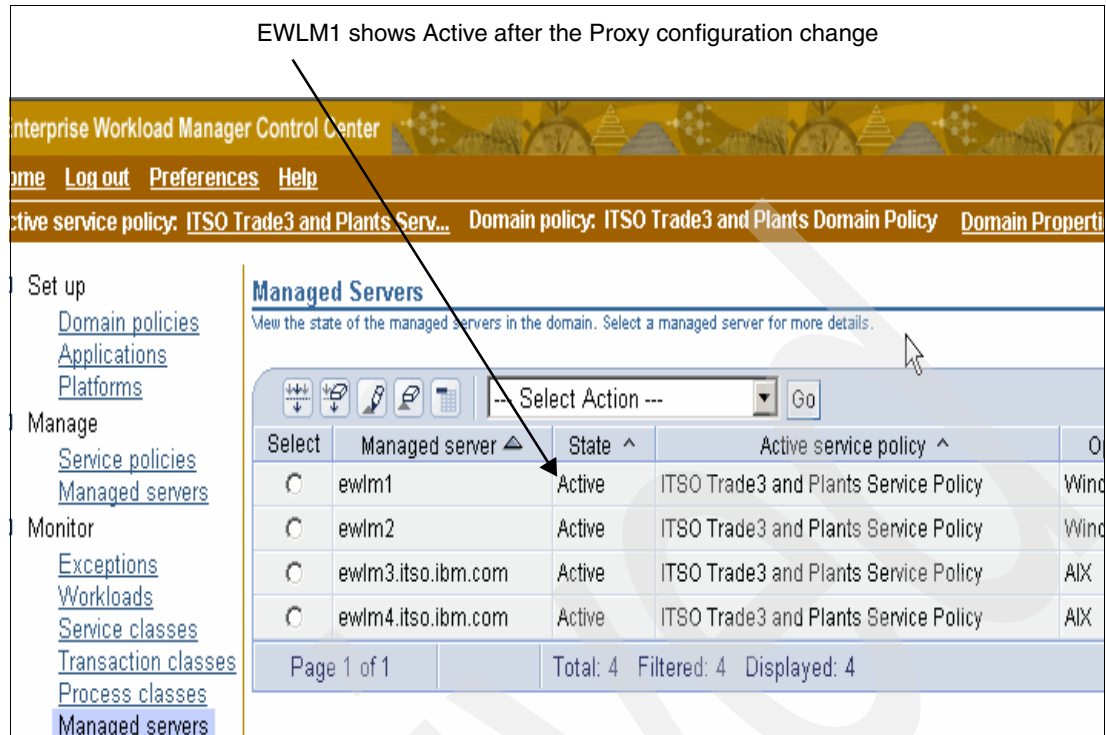 EWLM1 shows Active after the Proxy configuration change
nterprise Workload Manager Control Center
ome Log out Preferences Help
ctive service policy: ITSO Trade3 and Plants Serv... Domain policy: ITSO Trade3 and Plants Domain Policy Domain Properti
Set up
Domain policies
Applications
Platforms
Manage
Service policies
Managed servers
Monitor
Exceptions
Workloads
Service classes
Transaction classes
Process classes
Managed servers
Managed Servers
View the state of the managed servers in the domain. Select a managed server for more details.
--- Select Action --- Go
Select Managed server State ^ Active service policy ^ Op
ewlm1 Active ITSO Trade3 and Plants Service Policy Wind
ewlm2 Active ITSO Trade3 and Plants Service Policy Wind
ewlm3.itso.ibm.com Active ITSO Trade3 and Plants Service Policy AIX
ewlm4.itso.ibm.com Active ITSO Trade3 and Plants Service Policy AIX
Page 1 of 1 Total: 4 Filtered: 4 Displayed: 4